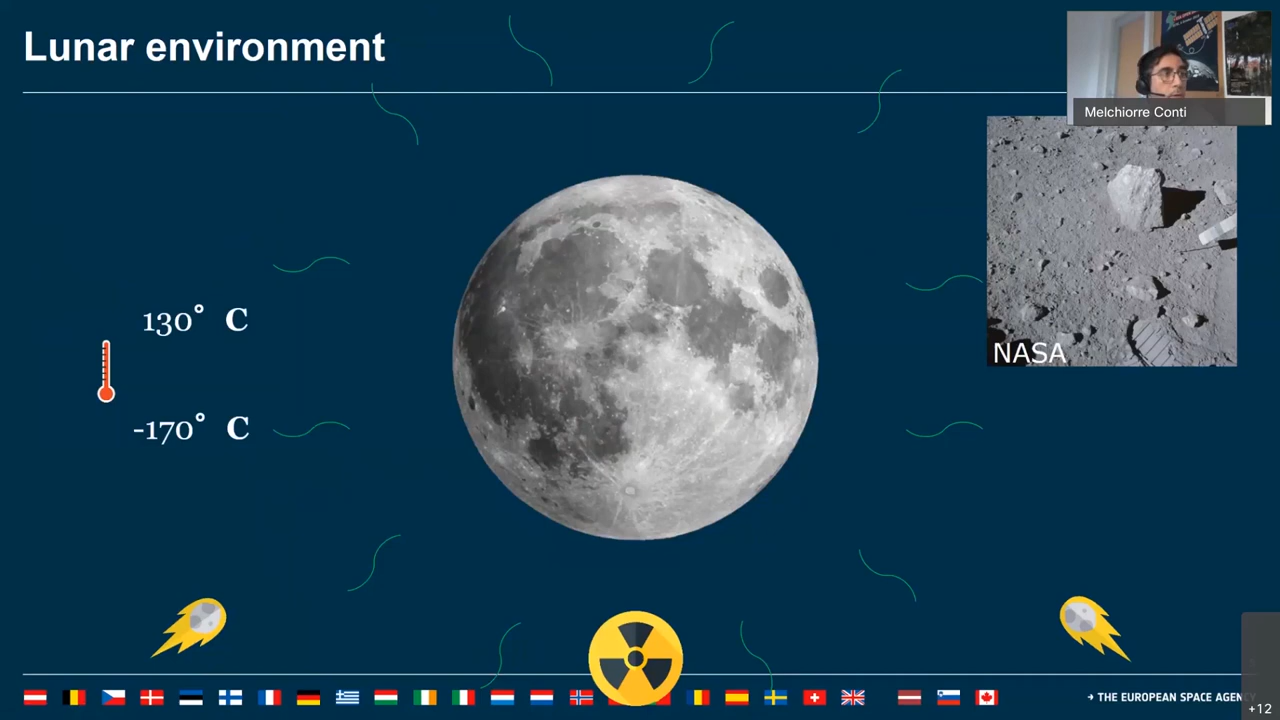 Lunar environment
Melchiorre Conti
NASA
130° C
-170° C
→ THE EUROPEAN SPACE AGENCY
+12